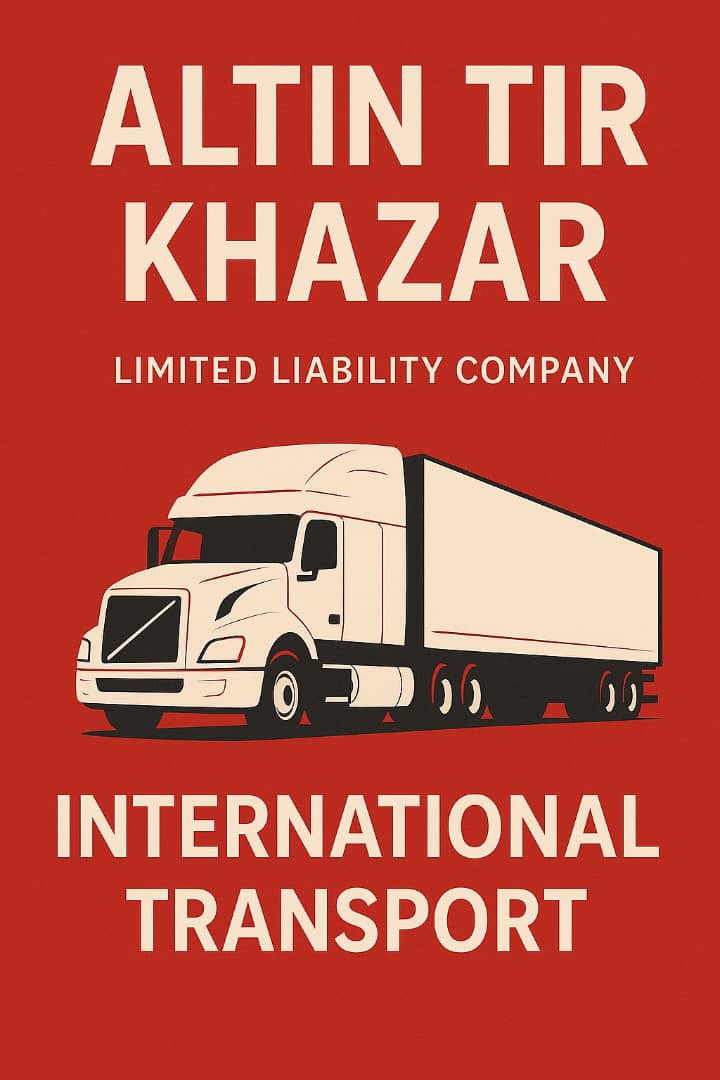 ALTIN TIR
KHAZAR
LIMITED LIABILITY COMPANY
INTERNATIONAL
TRANSPORT